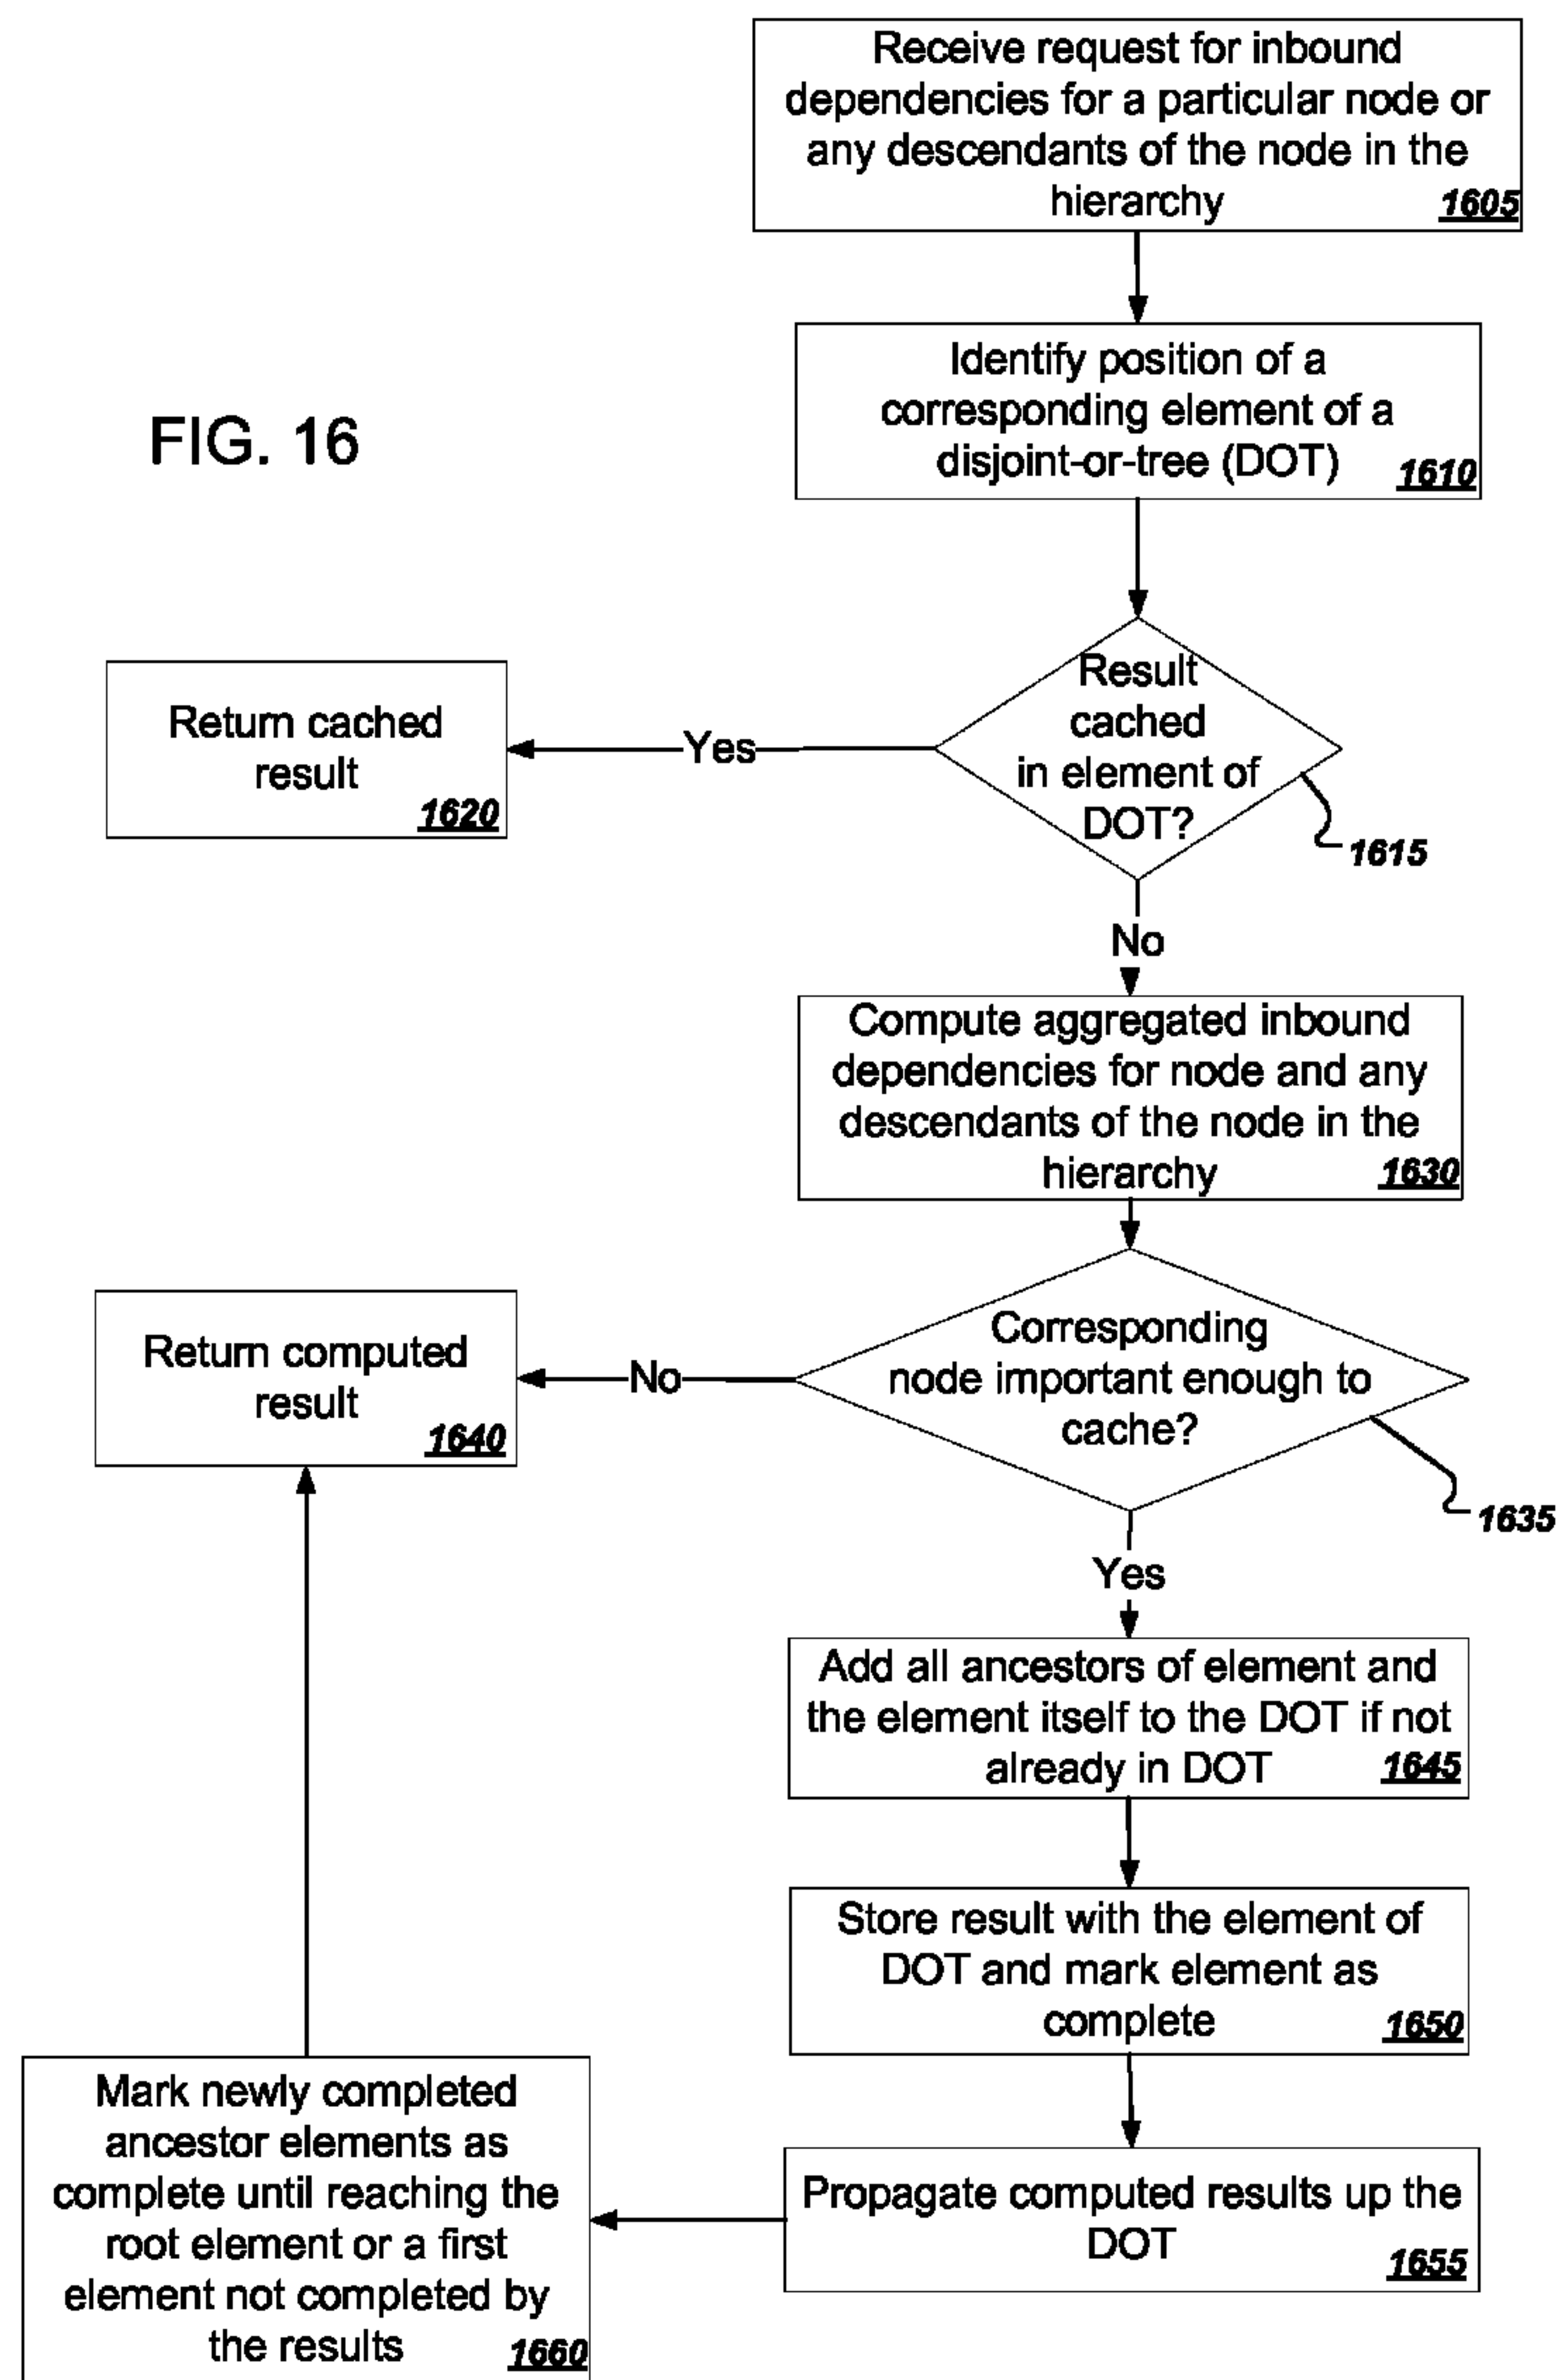 Receive request for inbound
dependencies for a particular node or
any descendants of the node in the
hierarchy 1605
FIG. 16
Identify position of a
corresponding element of a
disjoint-or-tree (DOT) 1610
Result
cached
in element of
DOT?
1615
Yes
Return cached
result
1620
No
Compute aggregated inbound
dependencies for node and any
descendants of the node in the
hierarchy 1630
Corresponding
node important enough to
cache?
1635
No
Return computed
result
1640
Yes
Add all ancestors of element and
the element itself to the DOT if not
already in DOT 1645
Store result with the element of
DOT and mark element as
complete 1650
Propagate computed results up the
DOT
1655
Mark newly completed
ancestor elements as
complete until reaching the
root element or a first
element not completed by
the results 1660